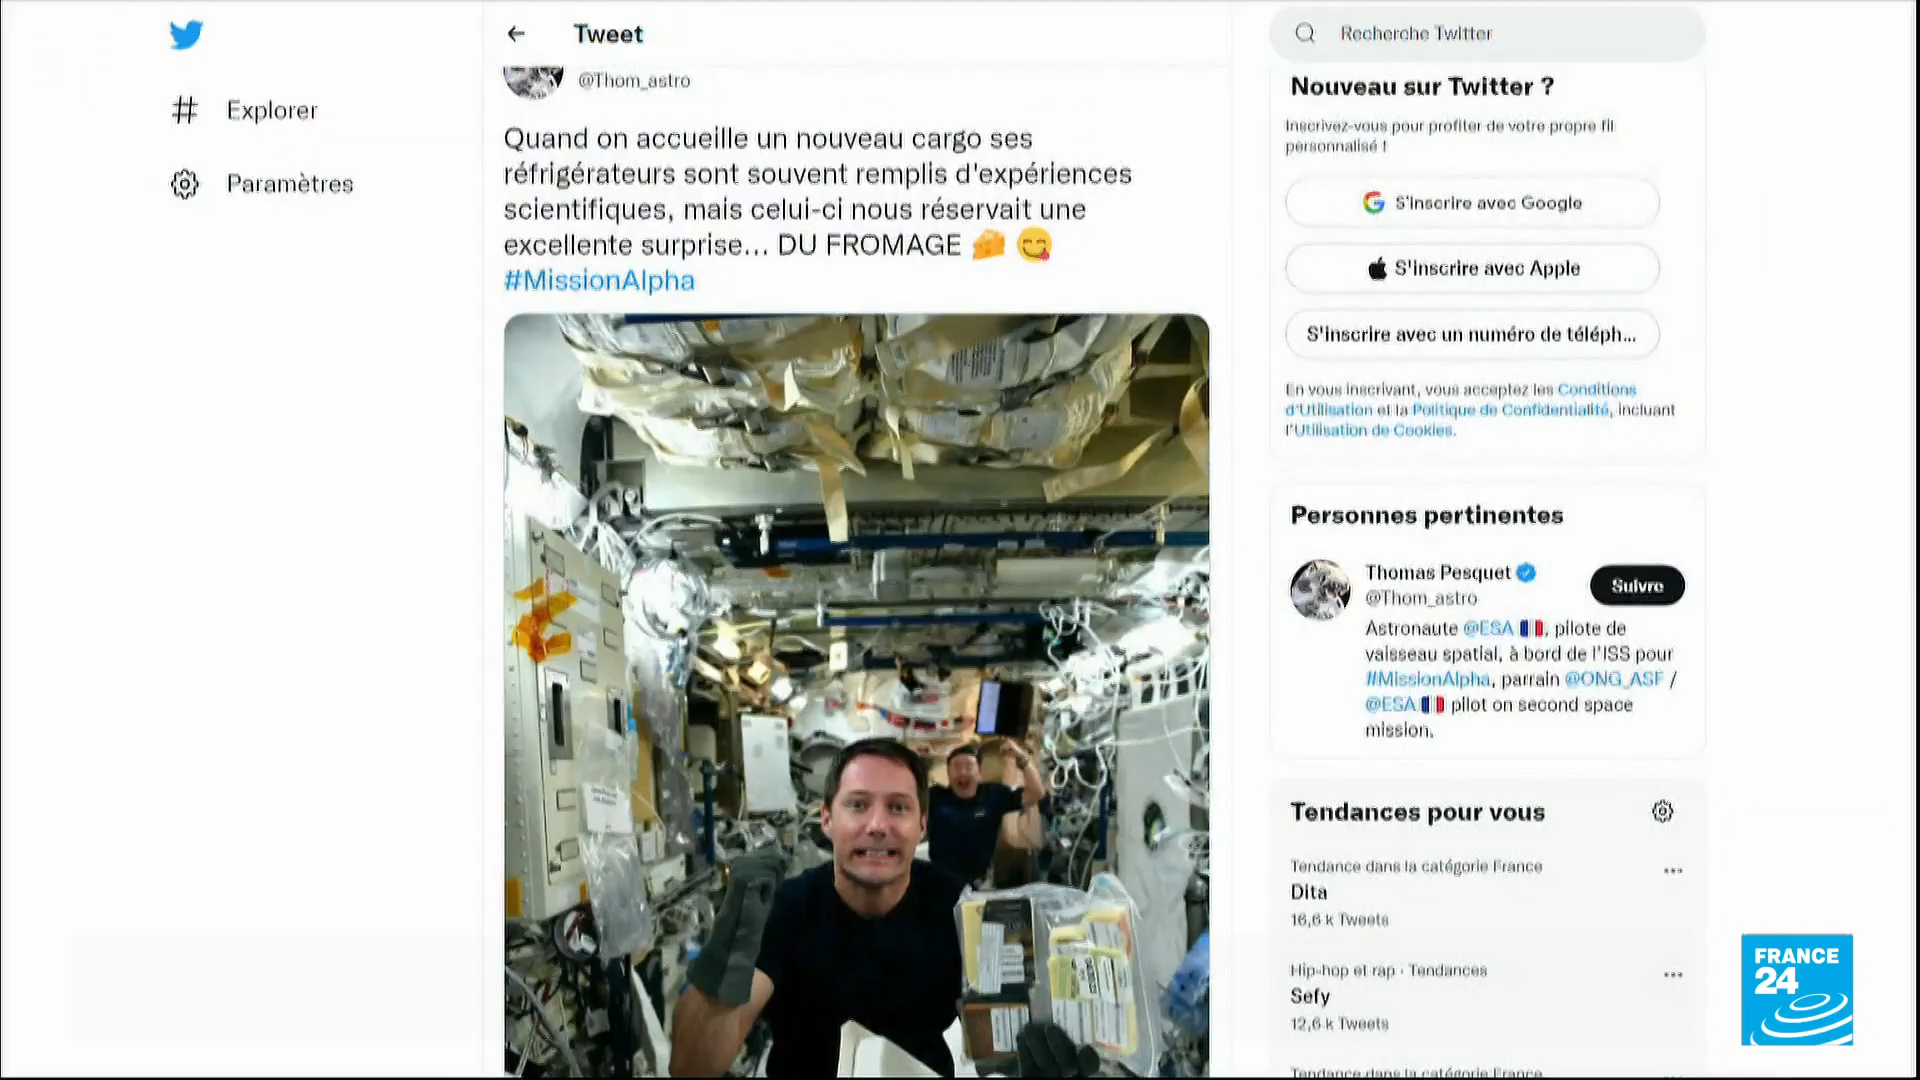 Tweet
@Thom_astro
Quand on accueille un nouveau cargo ses
réfrigérateurs sont souvent remplis d'expériences
scientifiques, mais celui-ci nous réservait une
excellente surprise... DU FROMAGE 🧀 😋
#MissionAlpha
Explorer
Paramètres
Recherche Twitter
Nouveau sur Twitter ?
Inscrivez-vous pour profiter de votre propre fil
personnalisé !
S'inscrire avec Google
S'inscrire avec Apple
S'inscrire avec un numéro de téléph...
En vous inscrivant, vous acceptez les Conditions
d'Utilisation et la Politique de Confidentialité, incluant
l'Utilisation de Cookies.
Personnes pertinentes
Thomas Pesquet
@Thom_astro
Suivre
Astronaute @ESA 🇫🇷, pilote de
vaisseau spatial, à bord de l'ISS pour
#MissionAlpha, parrain @ONG_ASF /
@ESA 🇫🇷 pilot on second space
mission.
Tendances pour vous
Tendance dans la catégorie France
Dita
16,6 k Tweets
Hip-hop et rap · Tendances
Sefy
12,6 k Tweets
Tendance dans la catégorie France
FRANCE
24